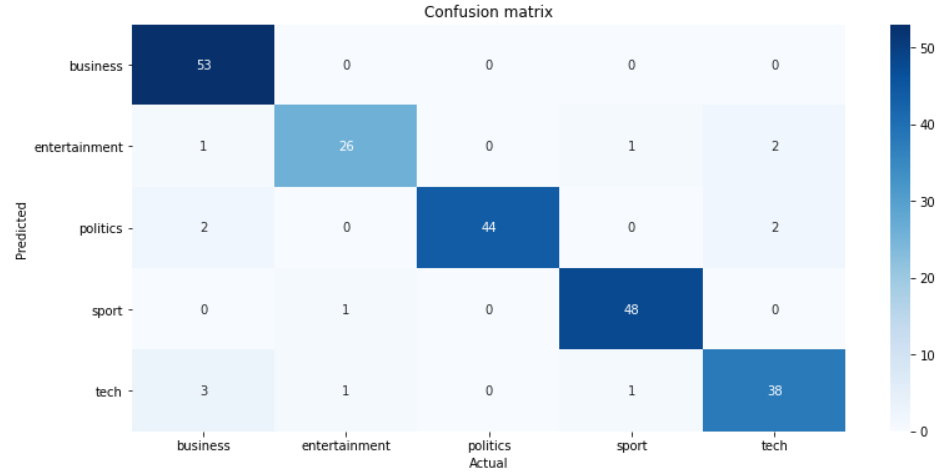 Confusion matrix
business 53 0 0 0 0
entertainment 1 26 0 1 2
politics 2 0 44 0 2
sport 0 1 0 48 0
tech 3 1 0 1 38
business entertainment politics sport tech
Actual
Predicted
50
40
30
20
10
0